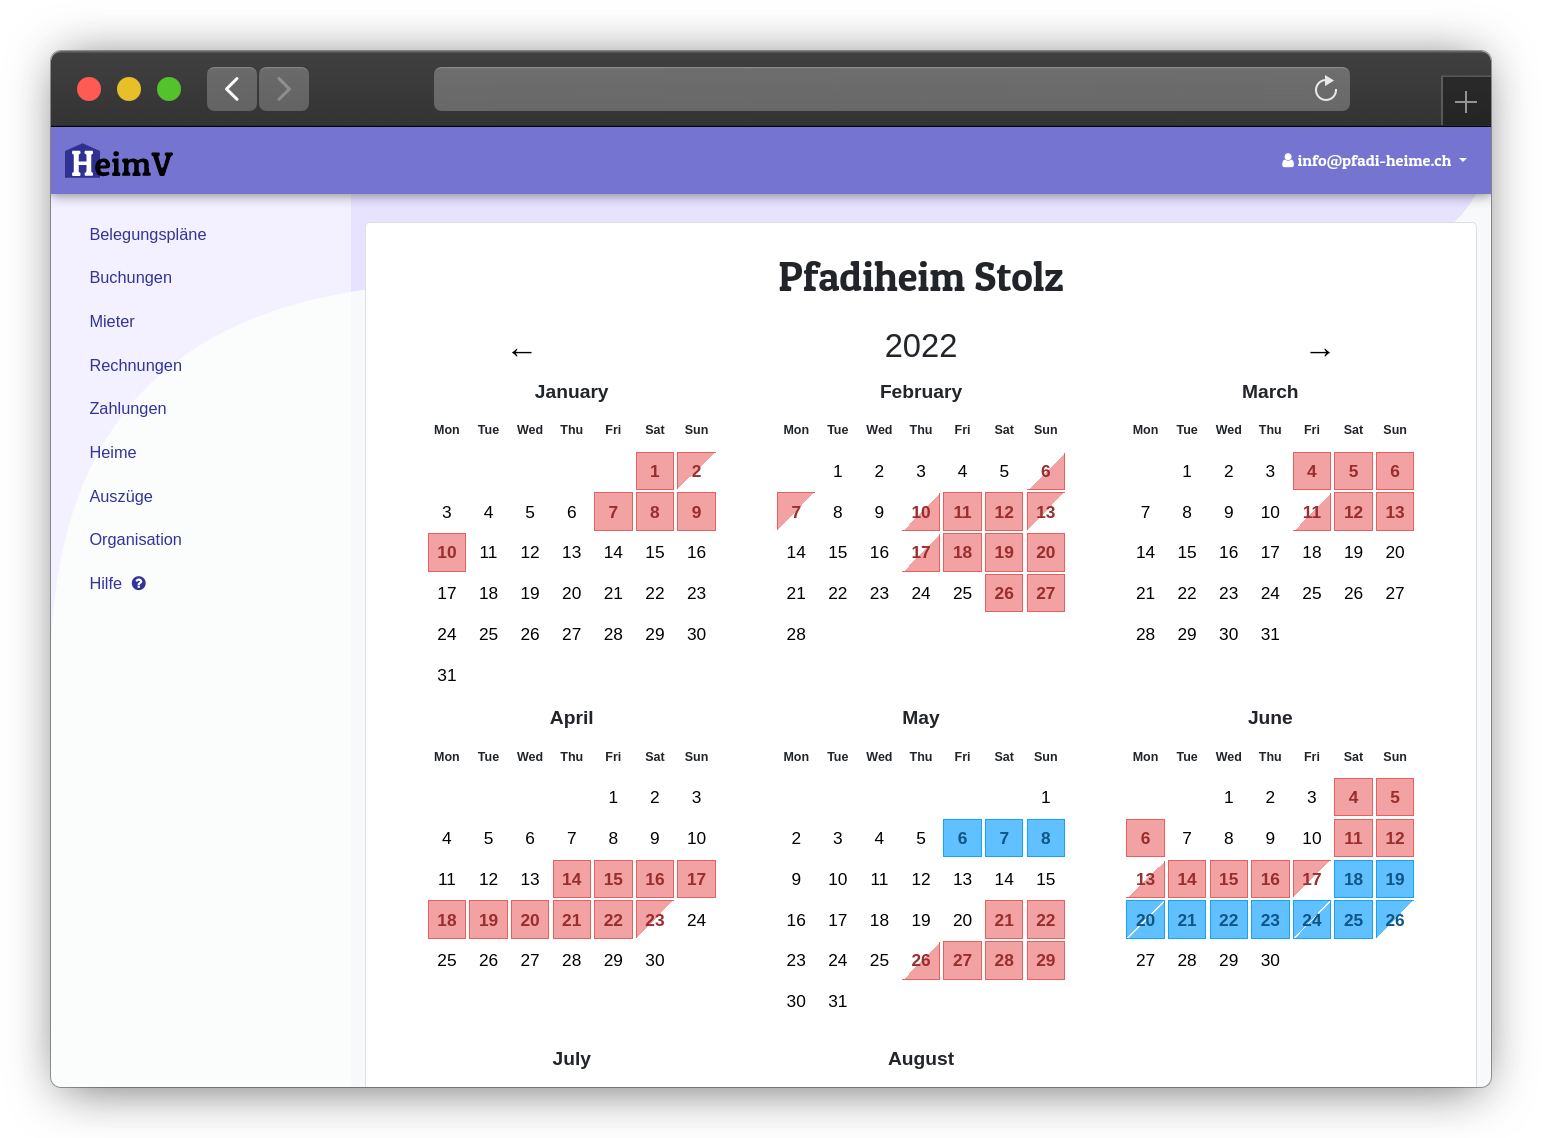 HeimV
info@pfadi-heime.ch
Belegungspläne
Buchungen
Mieter
Rechnungen
Zahlungen
Heime
Auszüge
Organisation
Hilfe
Pfadiheim Stolz
← 2022 →
January
Mon Tue Wed Thu Fri Sat Sun
1 2
3 4 5 6 7 8 9
10 11 12 13 14 15 16
17 18 19 20 21 22 23
24 25 26 27 28 29 30
31
February
Mon Tue Wed Thu Fri Sat Sun
1 2 3 4 5 6
7 8 9 10 11 12 13
14 15 16 17 18 19 20
21 22 23 24 25 26 27
28
March
Mon Tue Wed Thu Fri Sat Sun
1 2 3 4 5 6
7 8 9 10 11 12 13
14 15 16 17 18 19 20
21 22 23 24 25 26 27
28 29 30 31
April
Mon Tue Wed Thu Fri Sat Sun
1 2 3
4 5 6 7 8 9 10
11 12 13 14 15 16 17
18 19 20 21 22 23 24
25 26 27 28 29 30
May
Mon Tue Wed Thu Fri Sat Sun
1
2 3 4 5 6 7 8
9 10 11 12 13 14 15
16 17 18 19 20 21 22
23 24 25 26 27 28 29
30 31
June
Mon Tue Wed Thu Fri Sat Sun
1 2 3 4 5
6 7 8 9 10 11 12
13 14 15 16 17 18 19
20 21 22 23 24 25 26
27 28 29 30
July
August